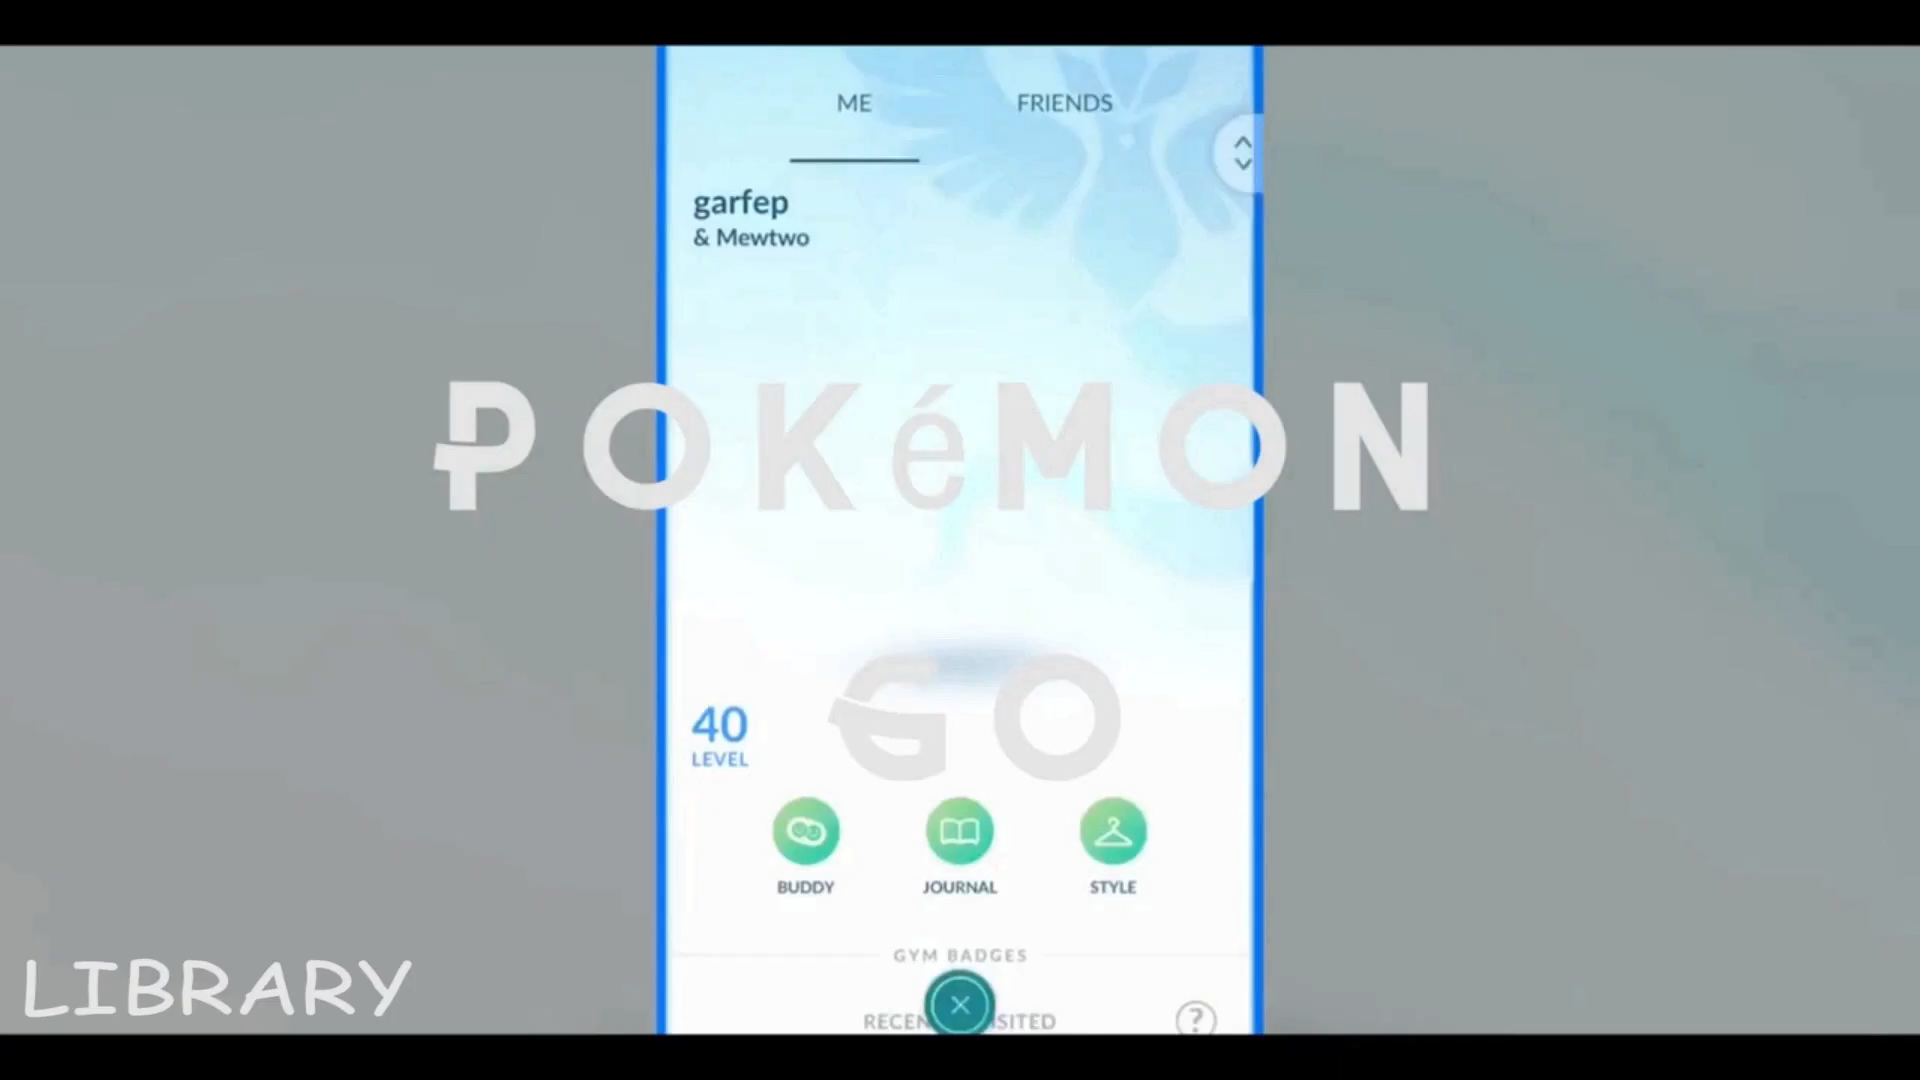 ME FRIENDS
garfep
& Mewtwo
POKéMON
GO
40
LEVEL
BUDDY JOURNAL STYLE
GYM BADGES
LIBRARY
?